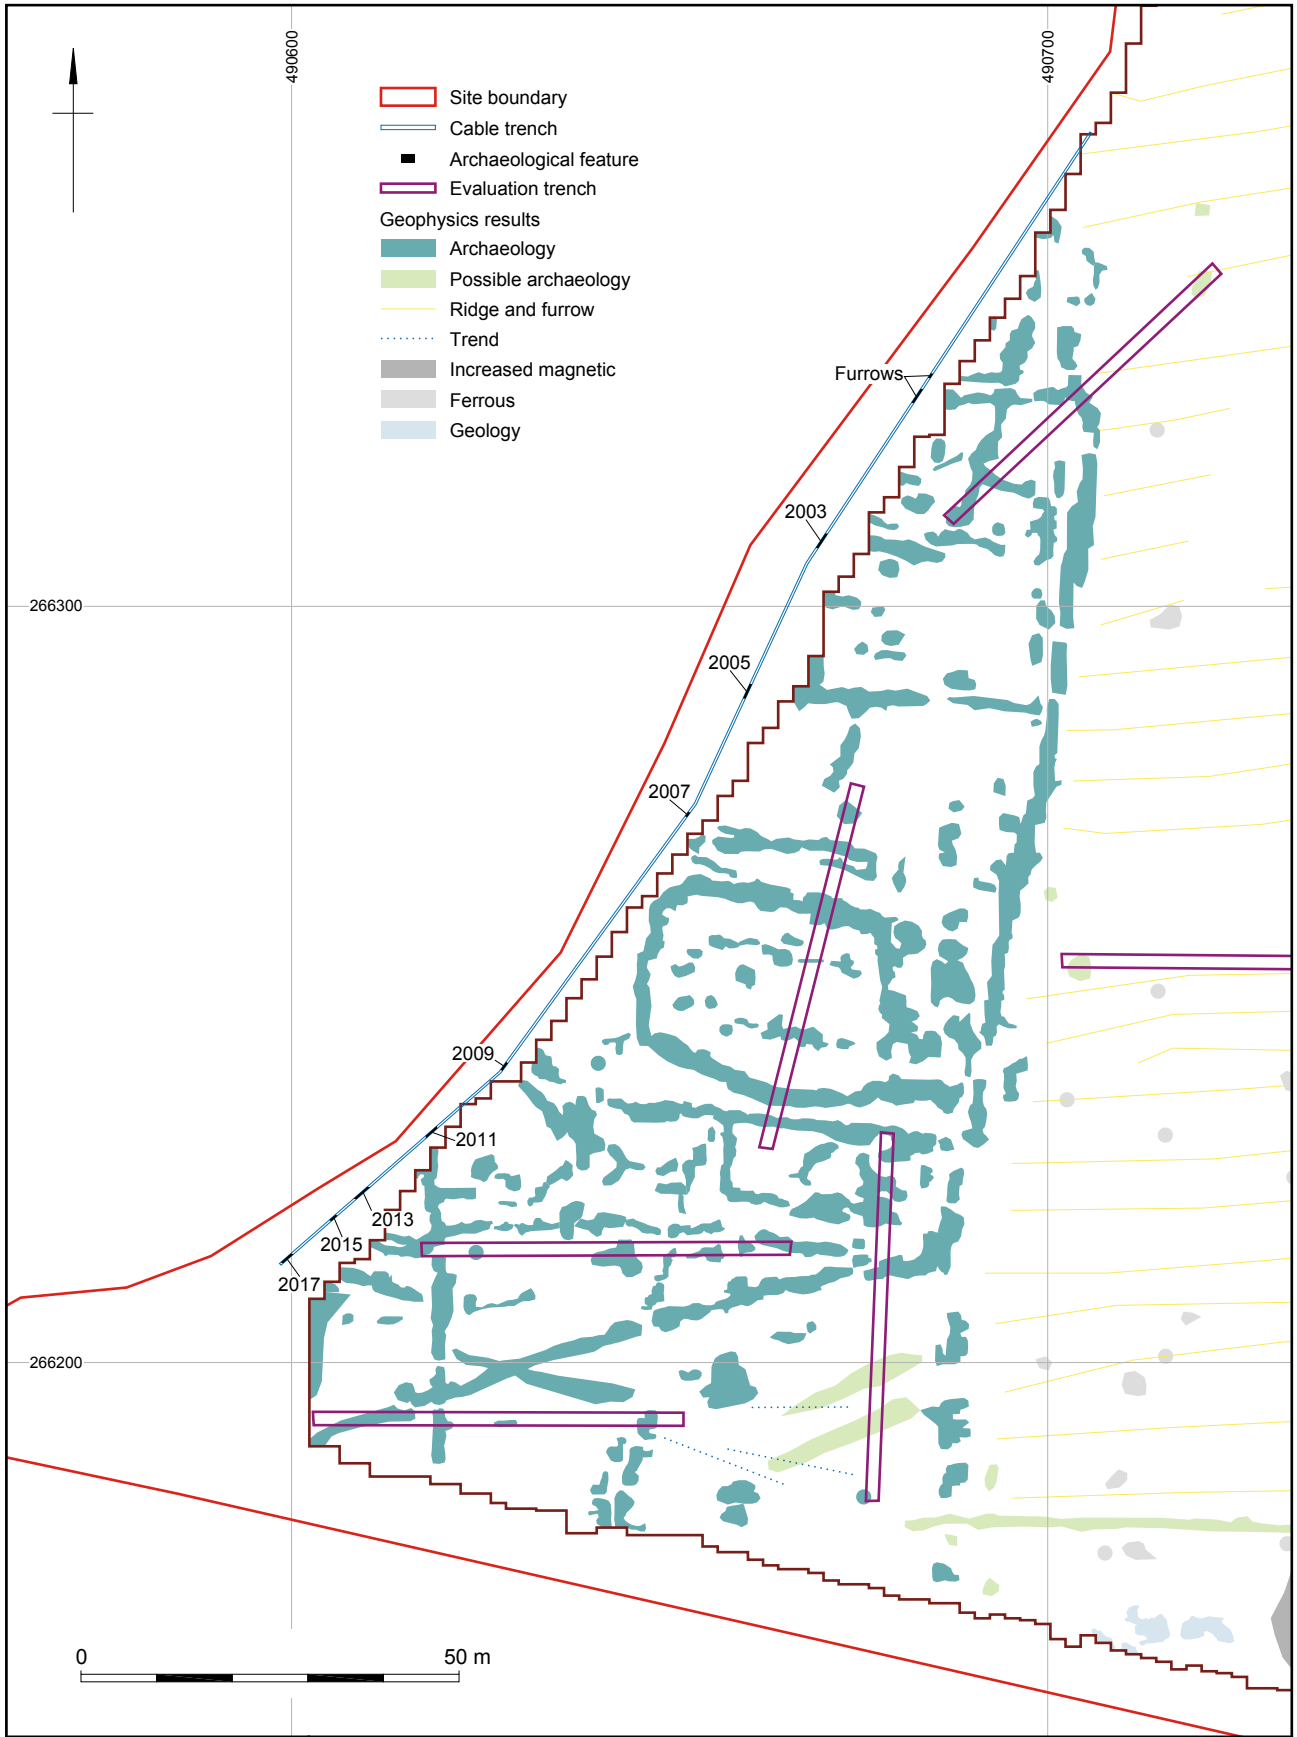 490600
490700
Site boundary
Cable trench
Archaeological feature
Evaluation trench
Geophysics results
Archaeology
Possible archaeology
Ridge and furrow
Trend
Increased magnetic
Ferrous
Geology
Furrows
2003
266300
2005
2007
2009
2011
2013
2015
2017
266200
0 50 m